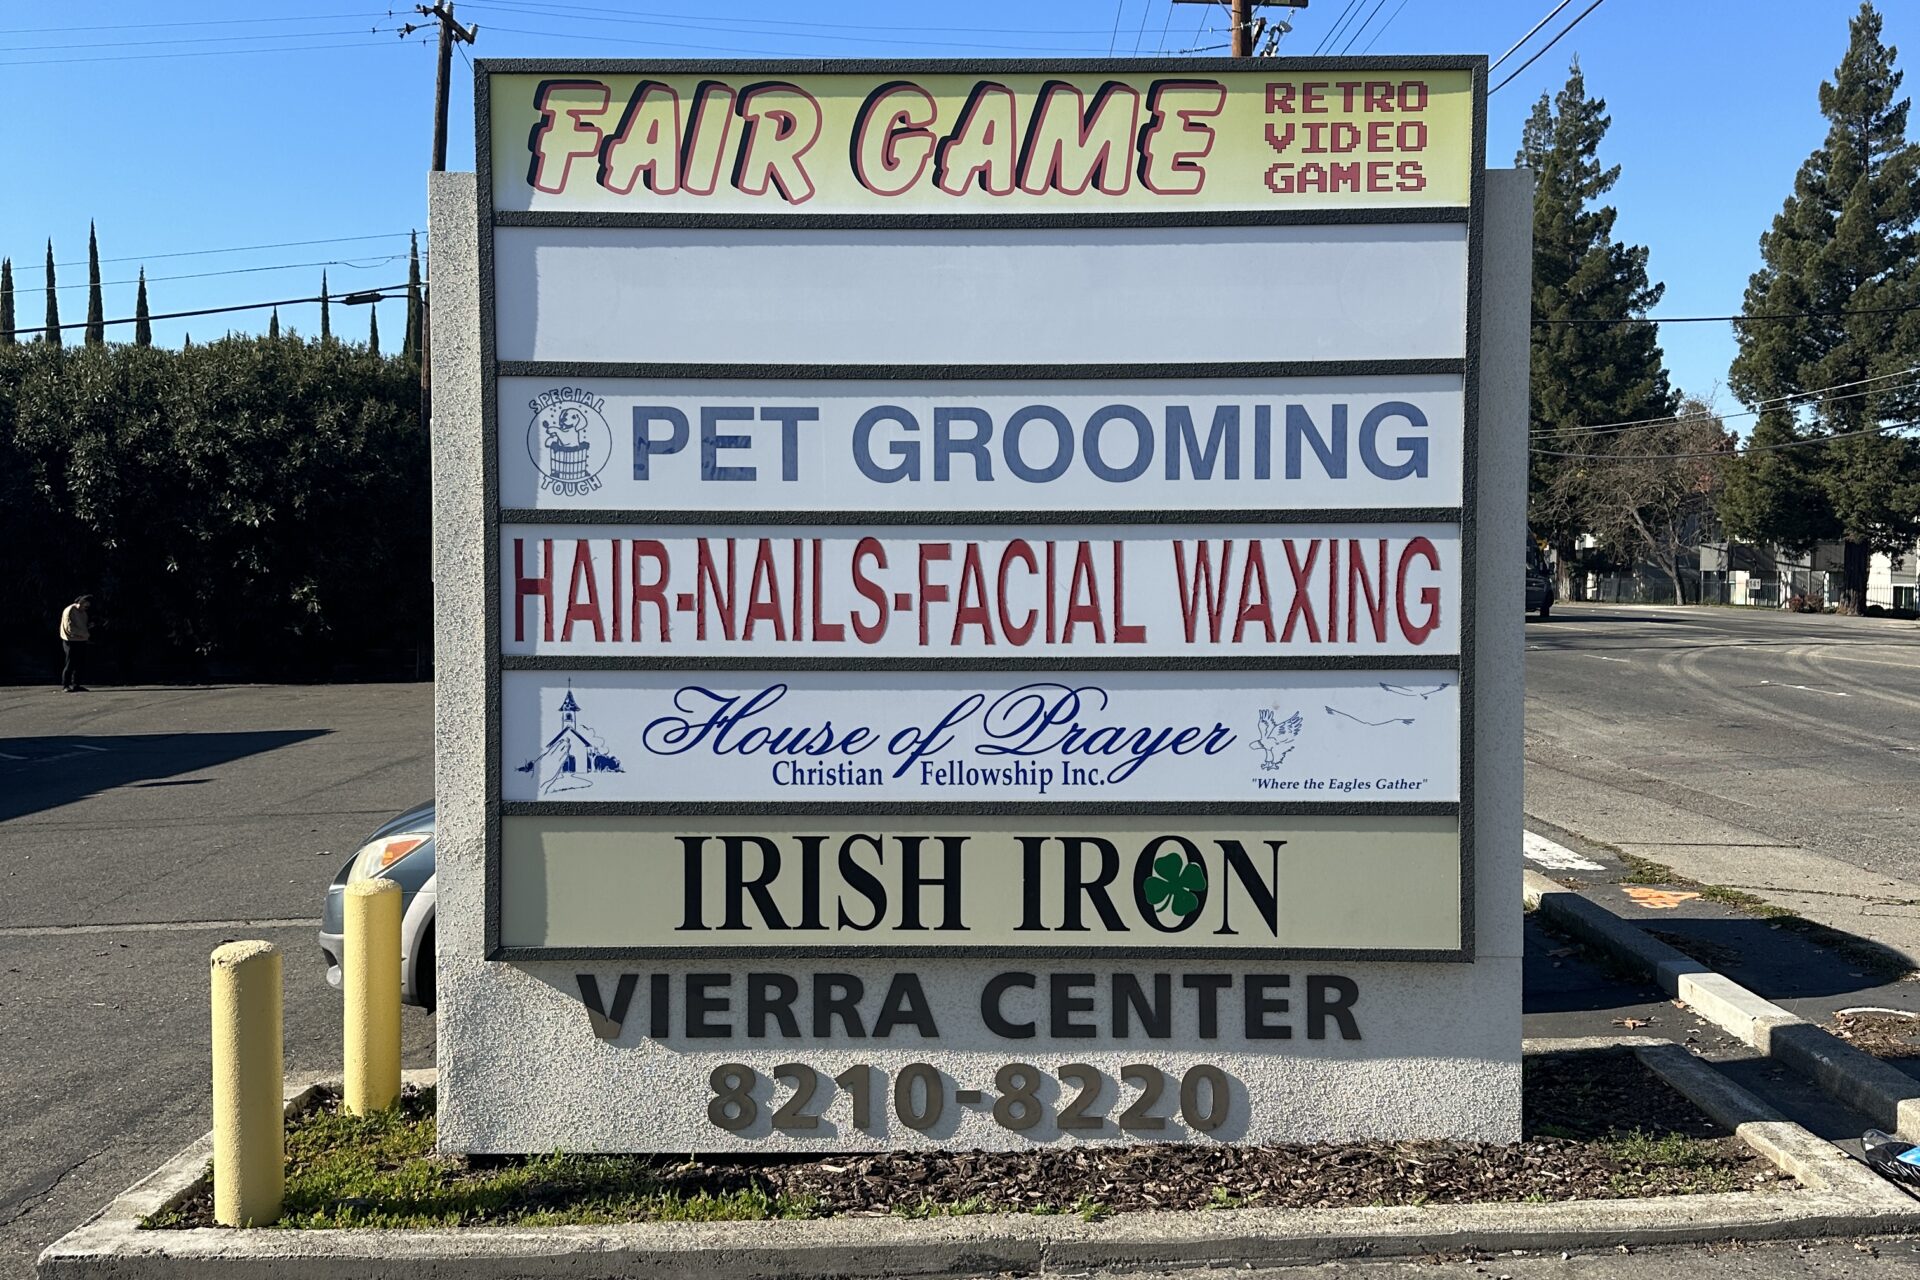 FAIR GAME
RETRO
VIDEO
GAMES
SPECIAL
TOUCH
PET GROOMING
HAIR-NAILS-FACIAL WAXING
House of Prayer
Christian Fellowship Inc.
"Where the Eagles Gather"
IRISH IRON
VIERRA CENTER
8210-8220